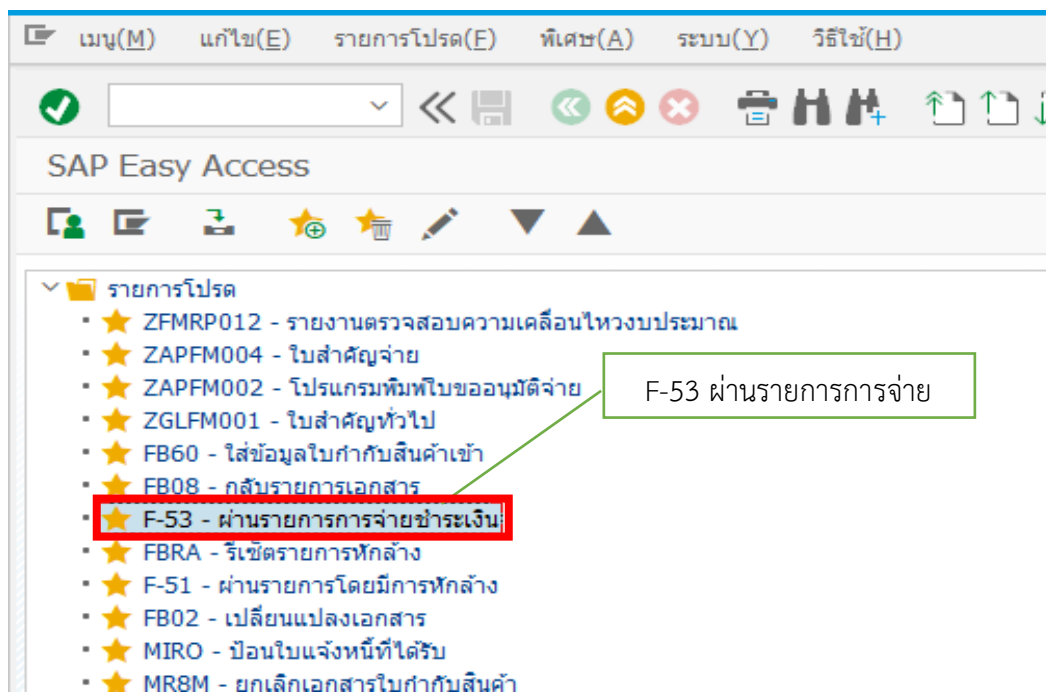 เมนู(M) แก้ไข(E) รายการโปรด(F) พิเศษ(A) ระบบ(Y) วิธีใช้(H)
SAP Easy Access
รายการโปรด
ZFMRP012 - รายงานตรวจสอบความเคลื่อนไหวงบประมาณ
ZAPFM004 - ใบสำคัญจ่าย
ZAPFM002 - โปรแกรมพิมพ์ใบขออนุมัติจ่าย
F-53 ผ่านรายการการจ่าย
ZGLFM001 - ใบสำคัญทั่วไป
FB60 - ใส่ข้อมูลใบกำกับสินค้าเข้า
FB08 - กลับรายการเอกสาร
F-53 - ผ่านรายการการจ่ายชำระเงิน
FBRA - รีเซ็ตรายการหักล้าง
F-51 - ผ่านรายการโดยมีการหักล้าง
FB02 - เปลี่ยนแปลงเอกสาร
MIRO - ป้อนใบแจ้งหนี้ที่ได้รับ
MR8M - ยกเลิกเอกสารใบกำกับสินค้า